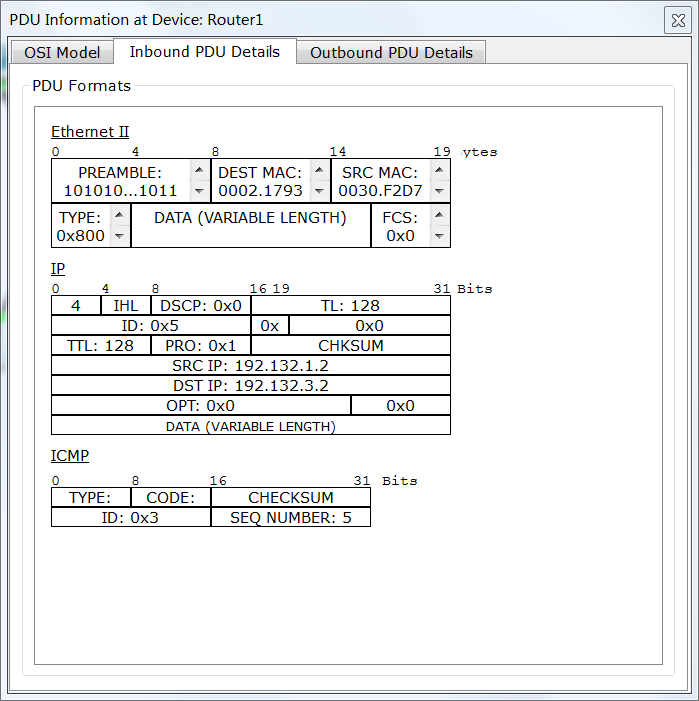 PDU Information at Device: Router1
OSI Model Inbound PDU Details Outbound PDU Details
PDU Formats
Ethernet II
0 4 8 14 19 ytes
PREAMBLE: DEST MAC: SRC MAC:
101010...1011 0002.1793 0030.F2D7
TYPE: DATA (VARIABLE LENGTH) FCS:
0x800 0x0
IP
0 4 8 16 19 31 Bits
4 IHL DSCP: 0x0 TL: 128
ID: 0x5 0x 0x0
TTL: 128 PRO: 0x1 CHKSUM
SRC IP: 192.132.1.2
DST IP: 192.132.3.2
OPT: 0x0 0x0
DATA (VARIABLE LENGTH)
ICMP
0 8 16 31 Bits
TYPE: CODE: CHECKSUM
ID: 0x3 SEQ NUMBER: 5